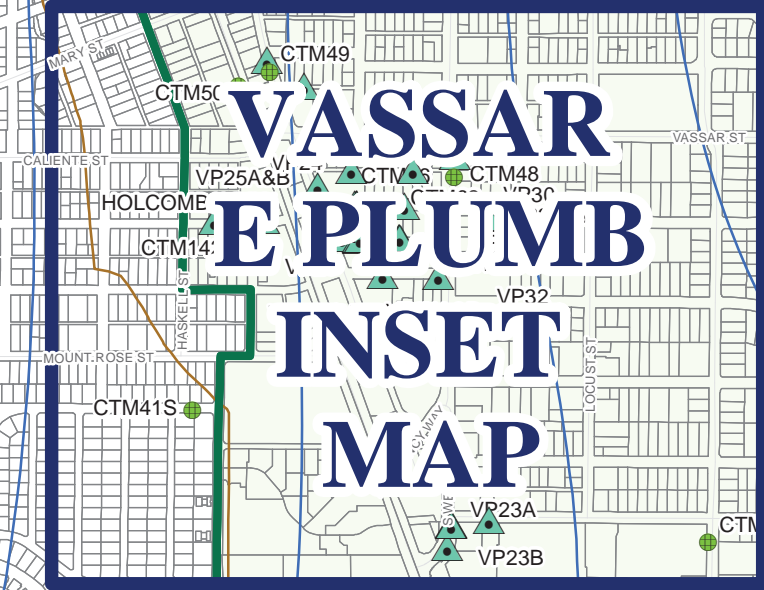 MARY ST
CTM49
CTM50
VASSAR
VASSAR ST
CALIENTE ST
VP25A&B
CTM48
HOLCOMB
E PLUMB
CTM142
HASKELL ST
VP32
INSET
MOUNT ROSE ST
LOCUST ST
CTM41S
MAP
VP23A
CTM
VP23B